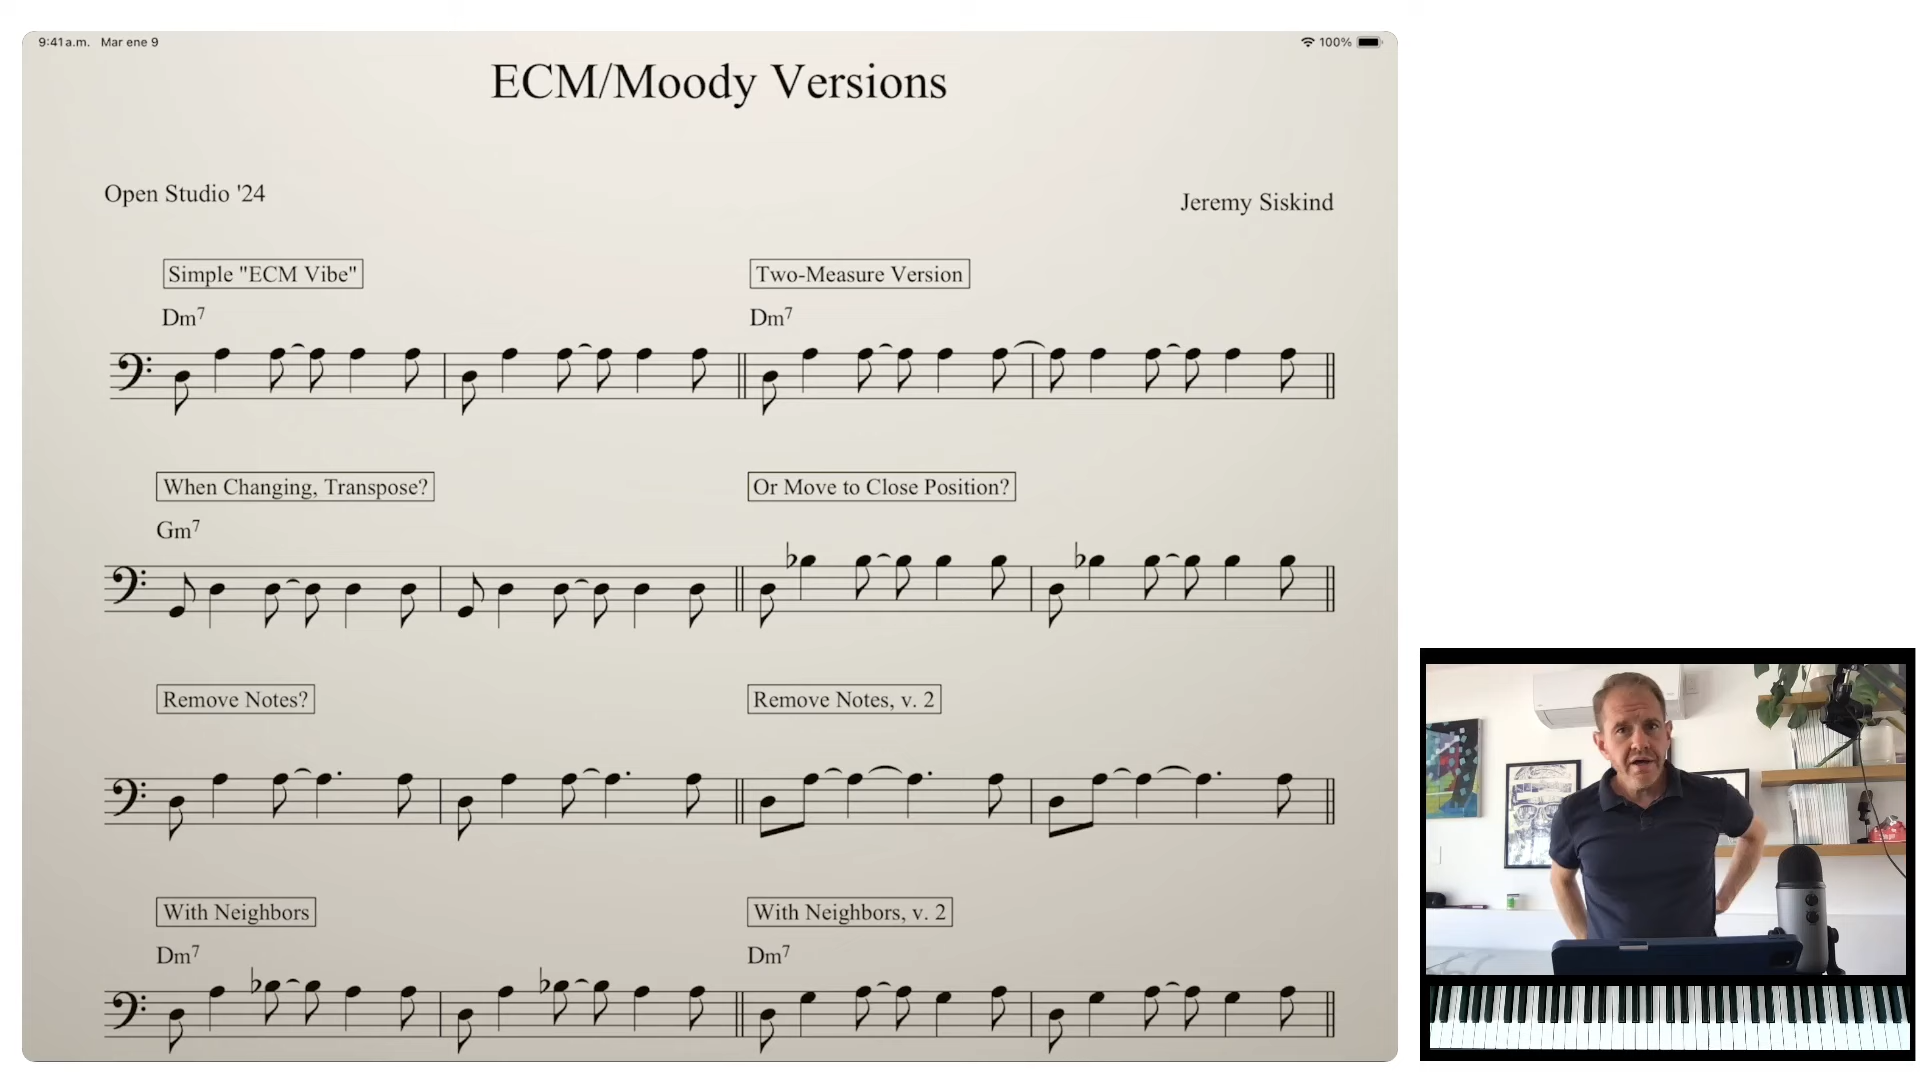 9:41 a.m. Mar ene 9 100%
ECM/Moody Versions
Open Studio '24
Jeremy Siskind
Simple "ECM Vibe" Two-Measure Version
Dm7 Dm7
When Changing, Transpose? Or Move to Close Position?
Gm7
Remove Notes? Remove Notes, v. 2
With Neighbors With Neighbors, v. 2
Dm7 Dm7